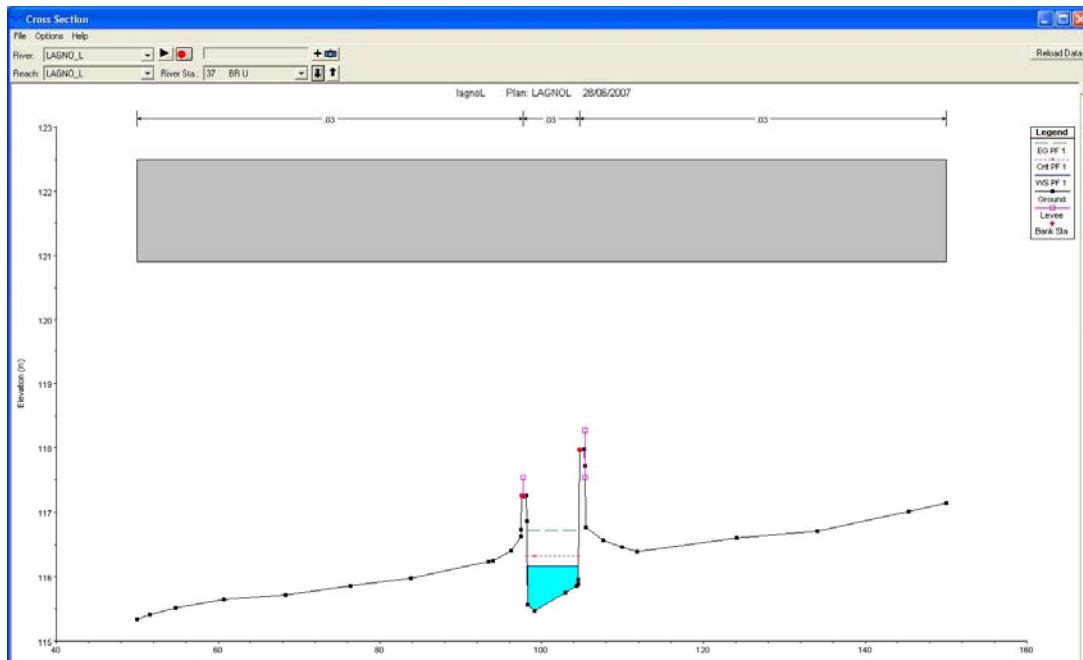 Cross Section
File Options Help
River: LAGNO_L
Reload Data
Reach: LAGNO_L River Sta.: 37 BR U
lagnoL Plan: LAGNOL 28/06/2007
.03 .03 .03
Legend
EG PF 1
Crit PF 1
WS PF 1
Ground
Levee
Bank Sta
Elevation (m)
123
122
121
120
119
118
117
116
115
40 60 80 100 120 140 160